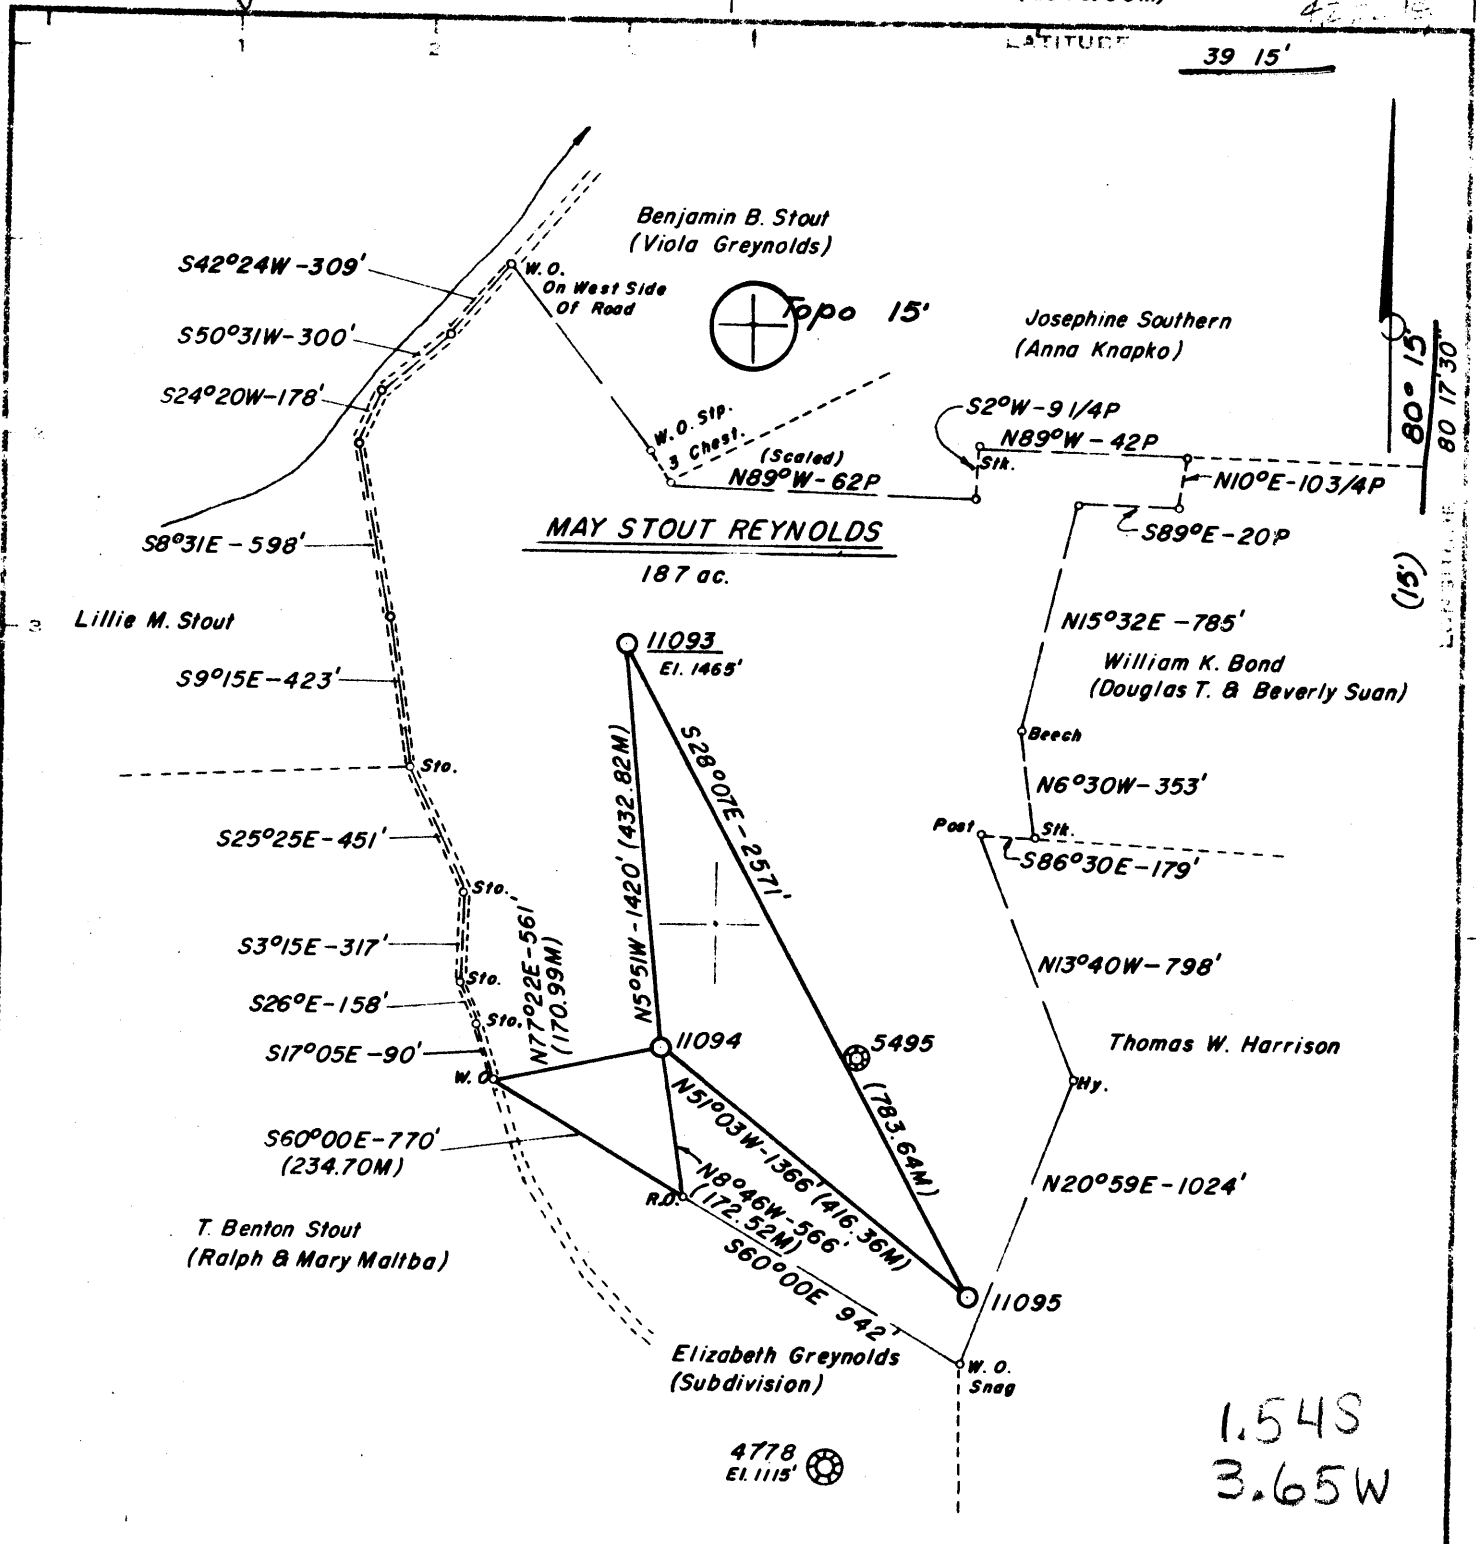 1
2
1
LATITUDE
39 15'
Benjamin B. Stout
(Viola Greynolds)
S42°24W-309'
W.O.
On West Side
Of Road
Topo 15'
S50°31W-300'
Josephine Southern
(Anna Knapko)
80° 15'
80 17'30"
S24°20W-178'
S2°W-9 1/4P
W.O. Stp.
3 Chest.
N89°W-42P
(Scaled)
N89°W-62P
Stk.
N10°E-10 3/4P
MAY STOUT REYNOLDS
S89°E-20P
S8°31E-598'
187 ac.
(15')
Lillie M. Stout
3
N15°32E-785'
11093
El. 1465'
William K. Bond
(Douglas T. & Beverly Suan)
S9°15E-423'
Beech
N5°51W-1420' (432.82M)
S28°07E-2571'
(783.64M)
Sto.
N6°30W-353'
S25°25E-451'
Post
Stk.
S86°30E-179'
Sto.
S3°15E-317'
N77°22E-561'
(170.99M)
N13°40W-798'
Sto.
S26°E-158'
Sto.
11094
5495
Thomas W. Harrison
S17°05E-90'
W.O.
Hy.
N51°03W-1366' (416.36M)
S60°00E-770'
(234.70M)
N8°46W-566'
(172.52M)
R.O.
N20°59E-1024'
T. Benton Stout
(Ralph & Mary Maltba)
S60°00E 942'
11095
Elizabeth Greynolds
(Subdivision)
W.O.
Snag
1.54S
3.65W
4778
El. 1115'